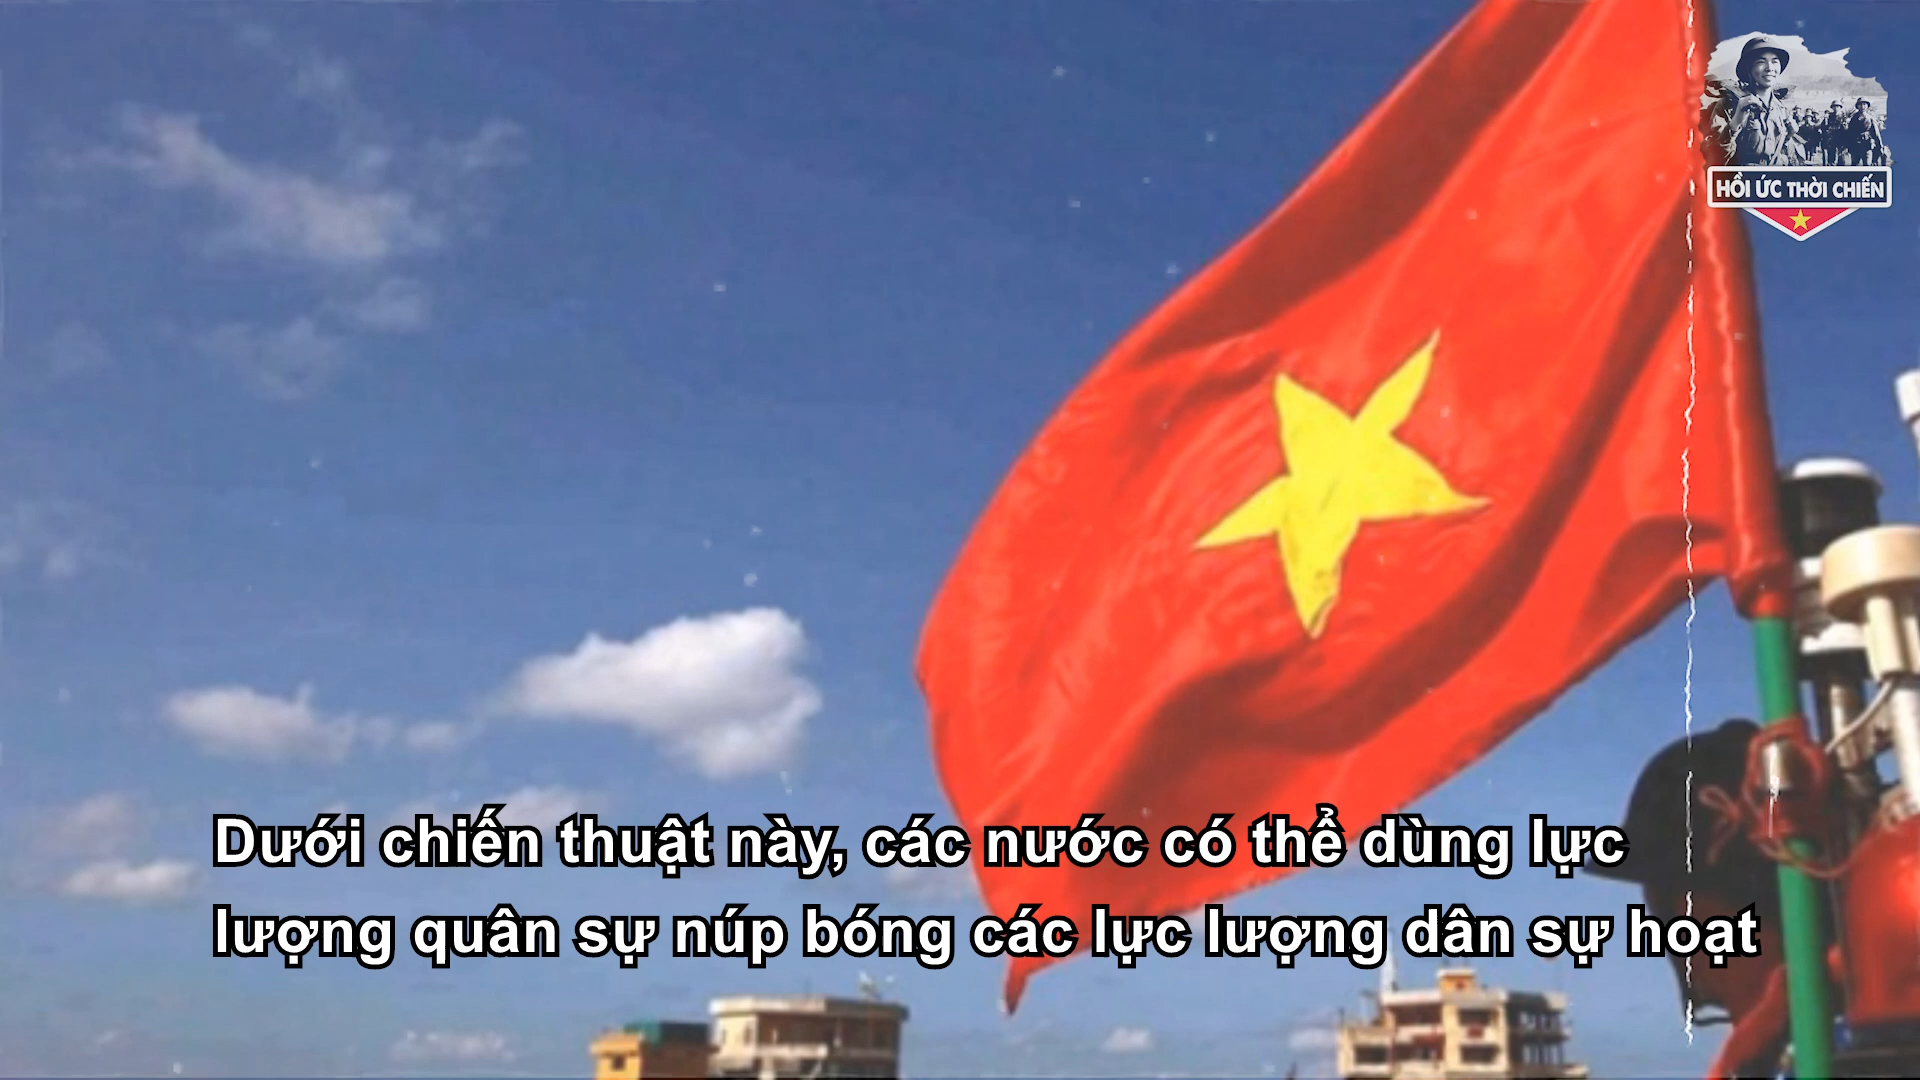 HỒI ỨC THỜI CHIẾN
Dưới chiến thuật này, các nước có thể dùng lực
lượng quân sự núp bóng các lực lượng dân sự hoạt